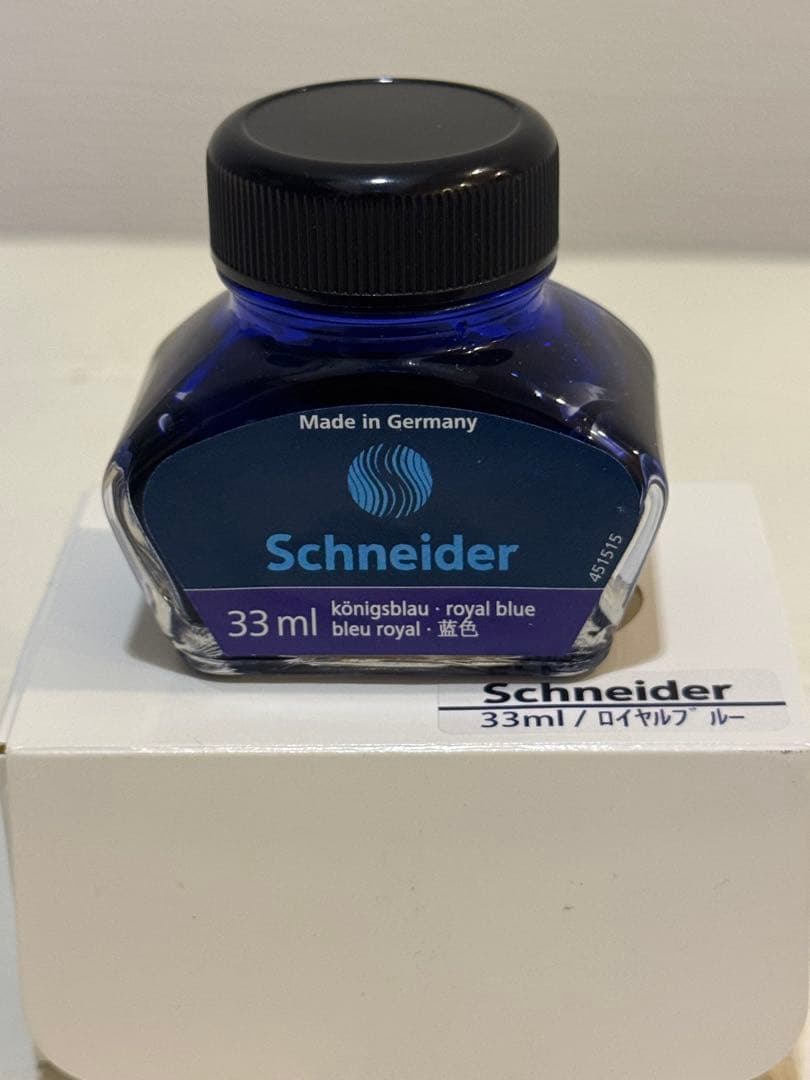 Made in Germany
Schneider
451515
33 ml
königsblau · royal blue
bleu royal · 蓝色
Schneider
33ml / ロイヤルブルー